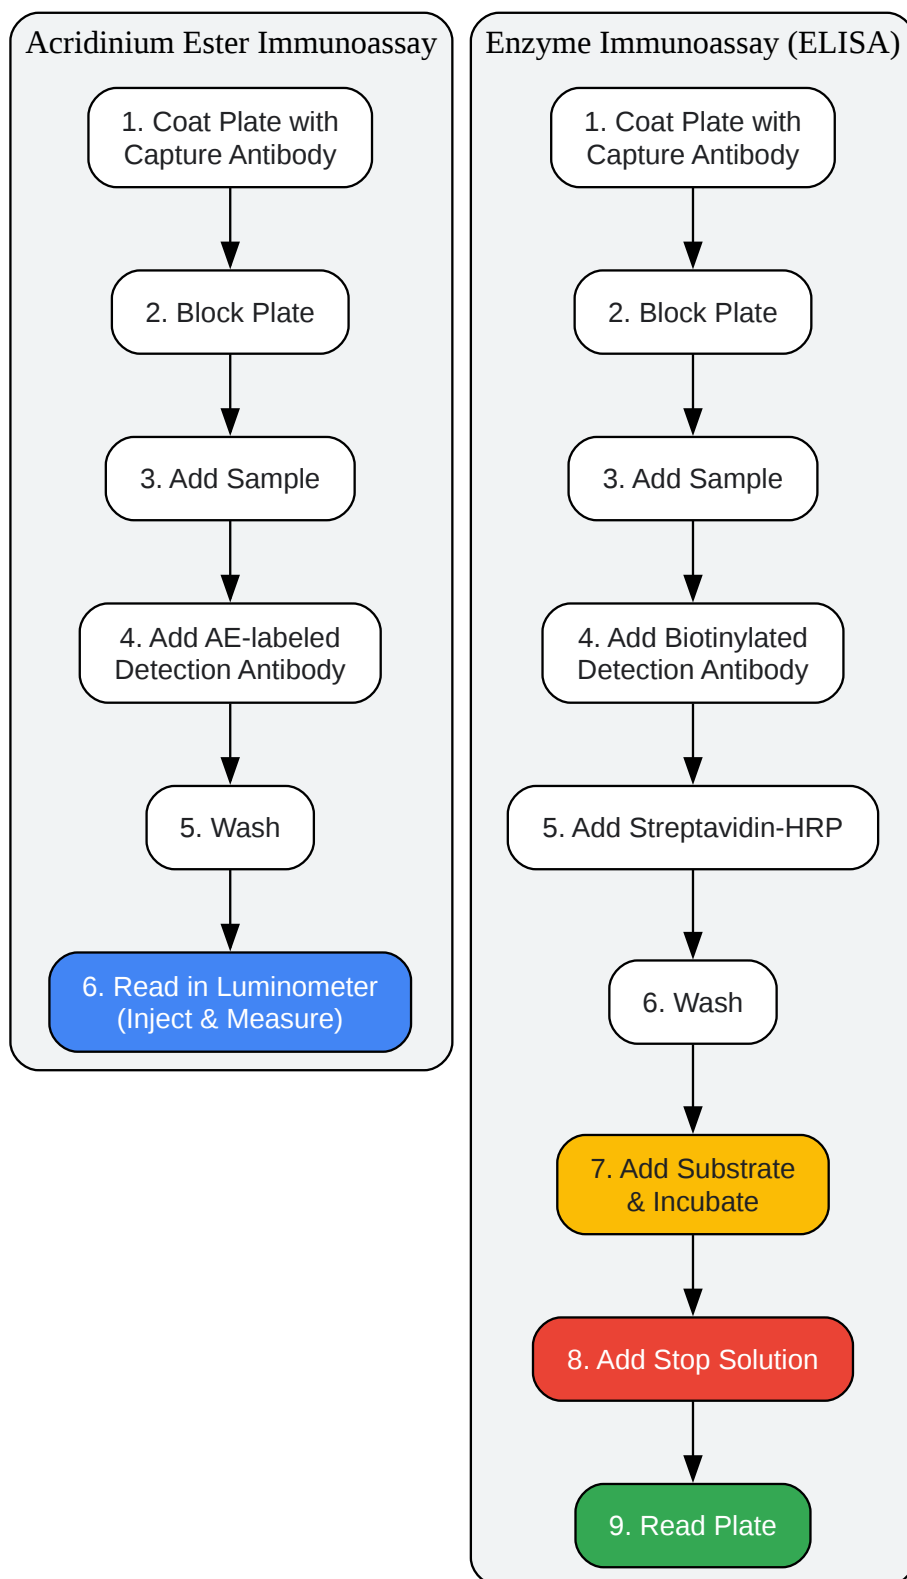 Acridinium Ester Immunoassay
1. Coat Plate with
Capture Antibody
2. Block Plate
3. Add Sample
4. Add AE-labeled
Detection Antibody
5. Wash
6. Read in Luminometer
(Inject & Measure)
Enzyme Immunoassay (ELISA)
1. Coat Plate with
Capture Antibody
2. Block Plate
3. Add Sample
4. Add Biotinylated
Detection Antibody
5. Add Streptavidin-HRP
6. Wash
7. Add Substrate
& Incubate
8. Add Stop Solution
9. Read Plate